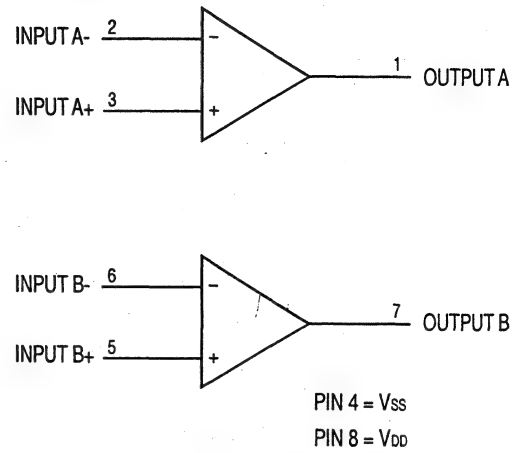 INPUT A- 2
−
INPUT A+ 3
+
1 OUTPUT A
INPUT B- 6
−
INPUT B+ 5
+
7 OUTPUT B
PIN 4 = VSS
PIN 8 = VDD